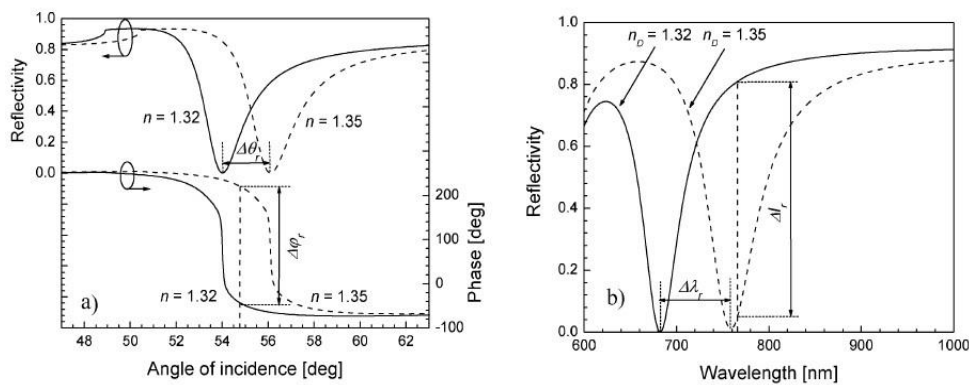 1.0
0.8
0.6
0.4
0.2
0.0
Reflectivity
n = 1.32
n = 1.35
Δθr
200
100
0
-100
Phase [deg]
Δφr
a)
n = 1.32
n = 1.35
48 50 52 54 56 58 60 62
Angle of incidence [deg]
1.0
0.8
0.6
0.4
0.2
0.0
Reflectivity
nD = 1.32
nD = 1.35
ΔIr
Δλr
b)
600 700 800 900 1000
Wavelength [nm]